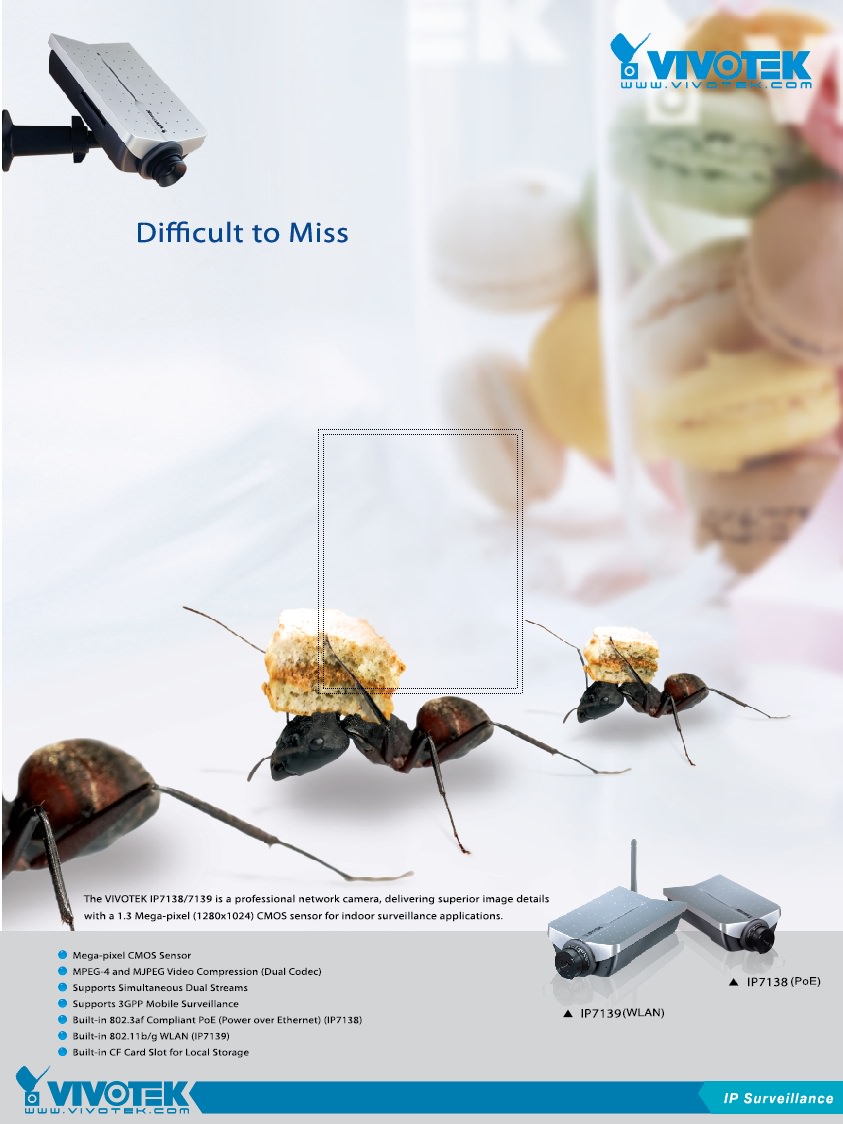 VIVOTEK
www.vivotek.com
Difficult to Miss
The VIVOTEK IP7138/7139 is a professional network camera, delivering superior image details
with a 1.3 Mega-pixel (1280x1024) CMOS sensor for indoor surveillance applications.
Mega-pixel CMOS Sensor
MPEG-4 and MJPEG Video Compression (Dual Codec)
Supports Simultaneous Dual Streams
Supports 3GPP Mobile Surveillance
Built-in 802.3af Compliant PoE (Power over Ethernet) (IP7138)
Built-in 802.11b/g WLAN (IP7139)
Built-in CF Card Slot for Local Storage
▲ IP7138 (PoE)
▲ IP7139 (WLAN)
VIVOTEK
www.vivotek.com
IP Surveillance